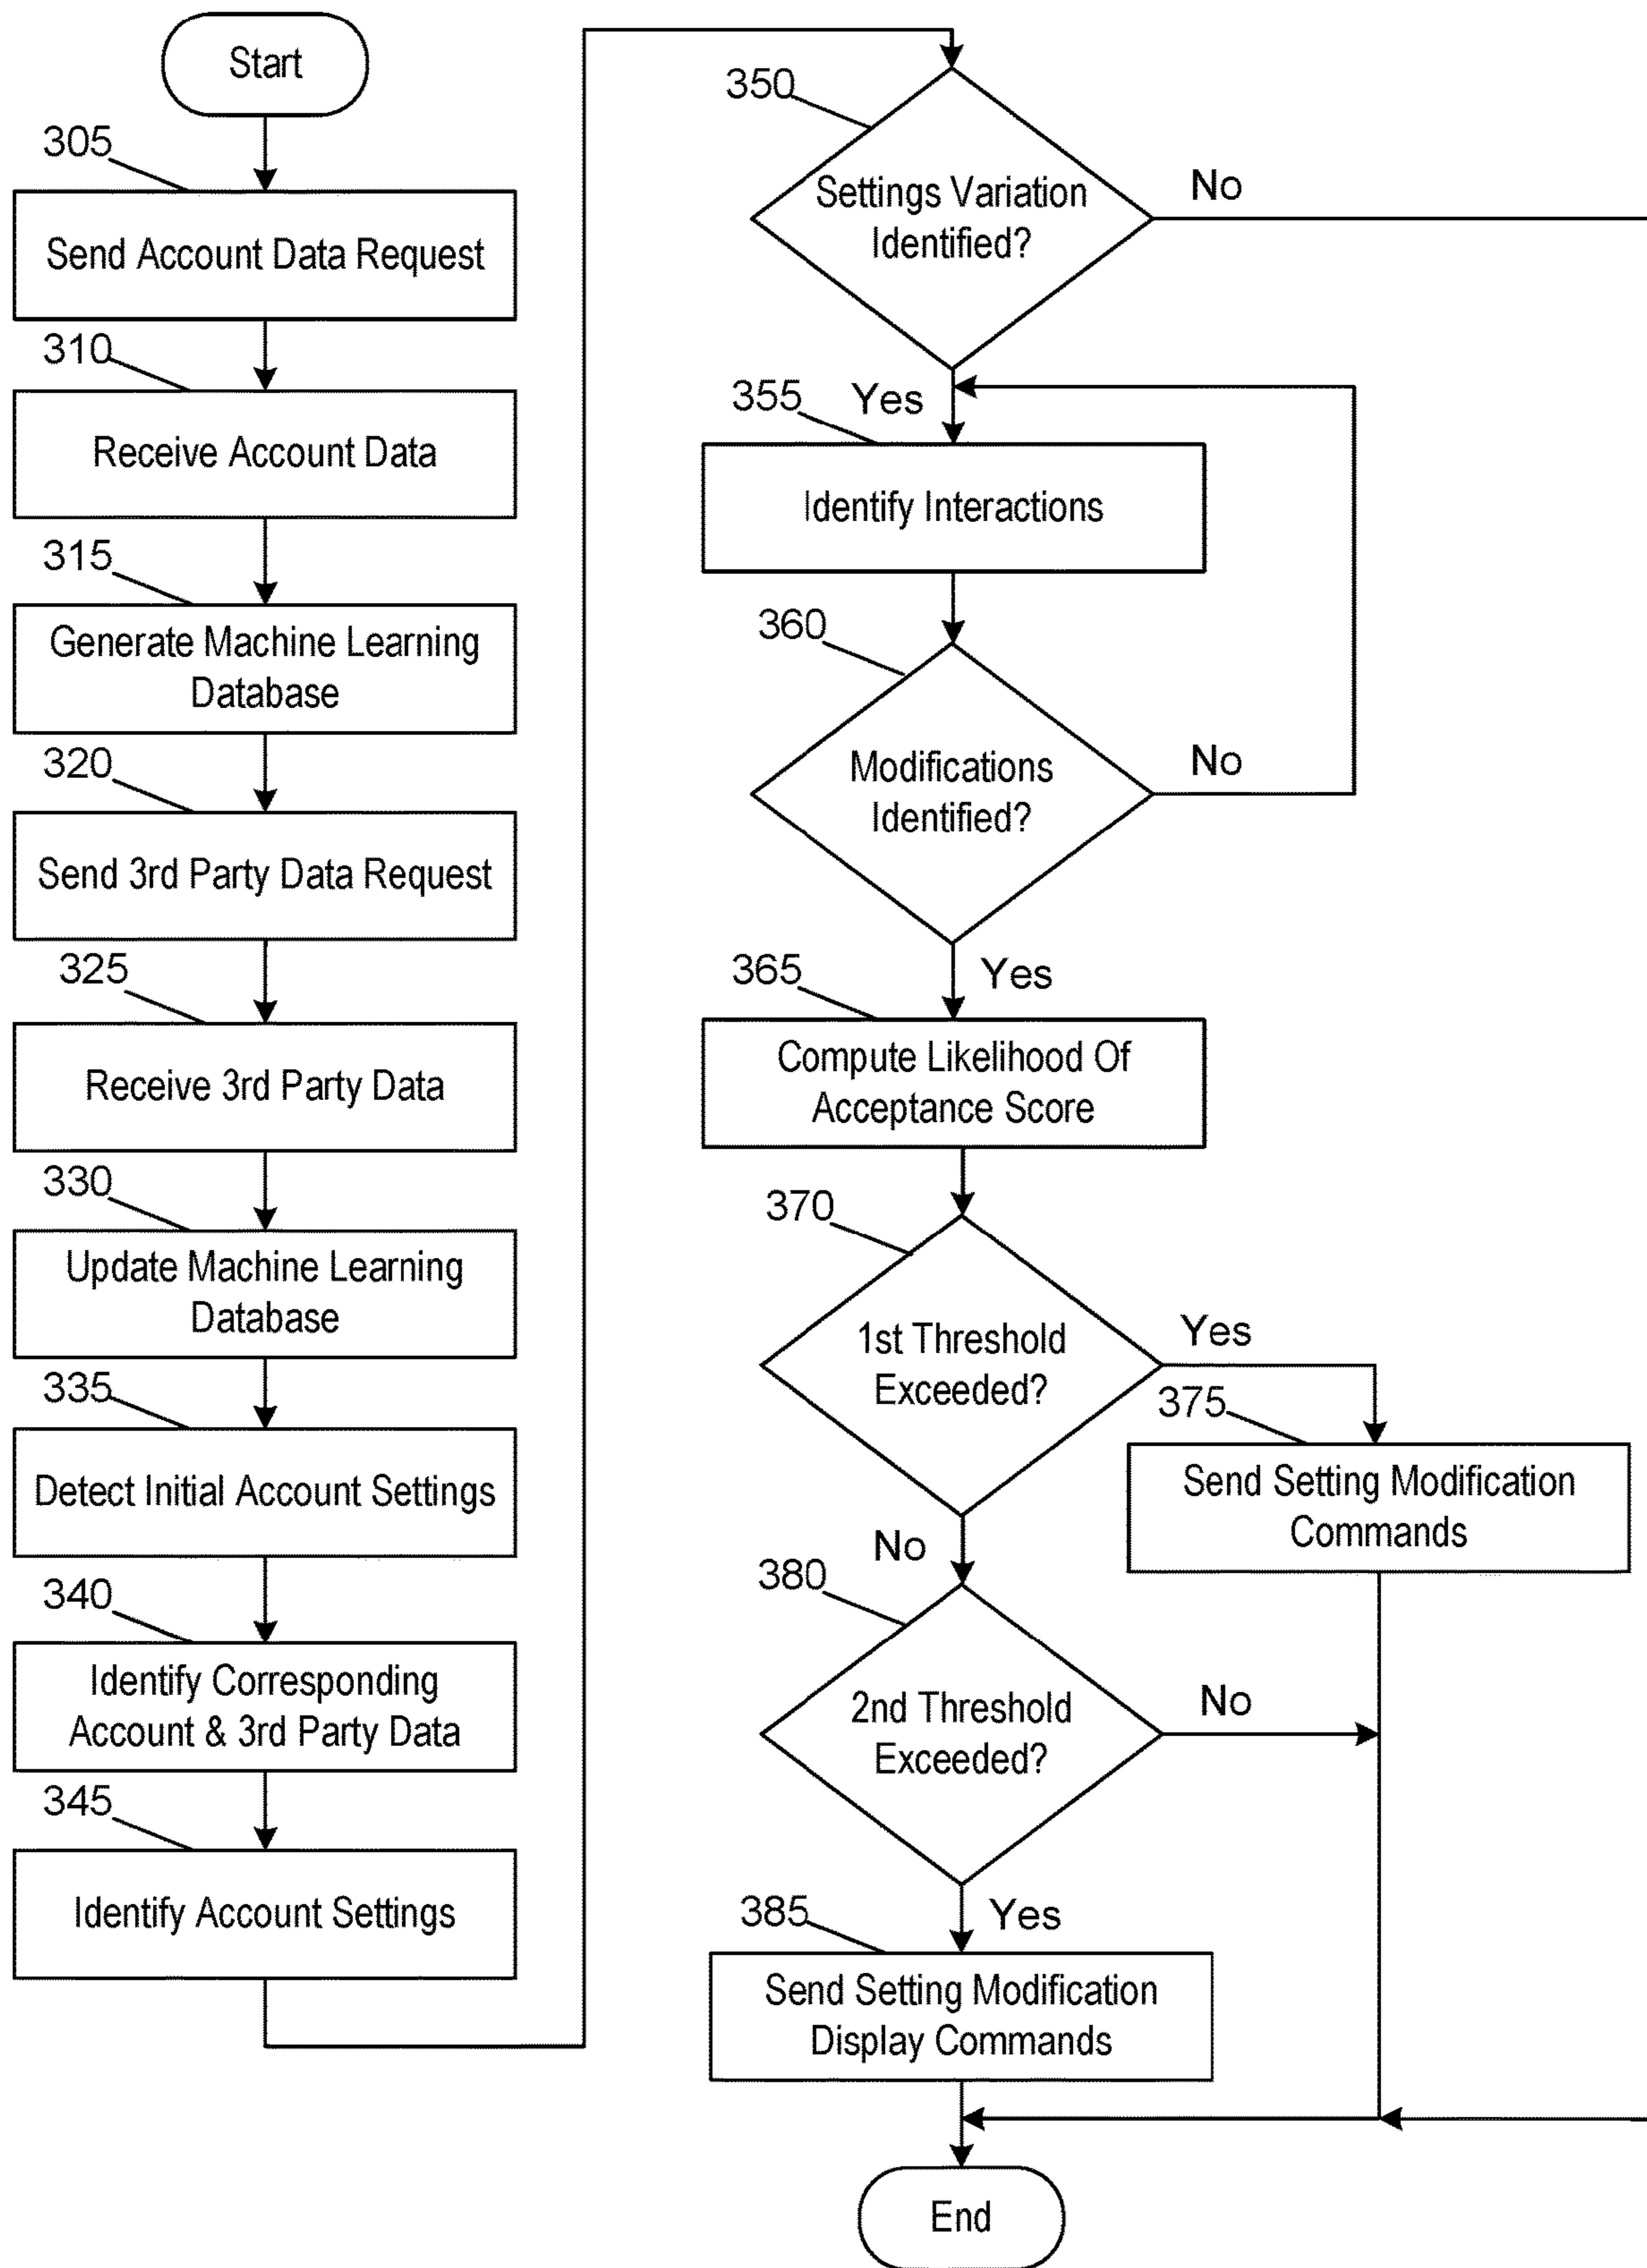 Start
305
Send Account Data Request
310
Receive Account Data
315
Generate Machine Learning
Database
320
Send 3rd Party Data Request
325
Receive 3rd Party Data
330
Update Machine Learning
Database
335
Detect Initial Account Settings
340
Identify Corresponding
Account & 3rd Party Data
345
Identify Account Settings
350
Settings Variation
Identified?
No
355
Yes
Identify Interactions
360
Modifications
Identified?
No
365
Yes
Compute Likelihood Of
Acceptance Score
370
1st Threshold
Exceeded?
Yes
375
Send Setting Modification
Commands
No
380
2nd Threshold
Exceeded?
No
385
Yes
Send Setting Modification
Display Commands
End